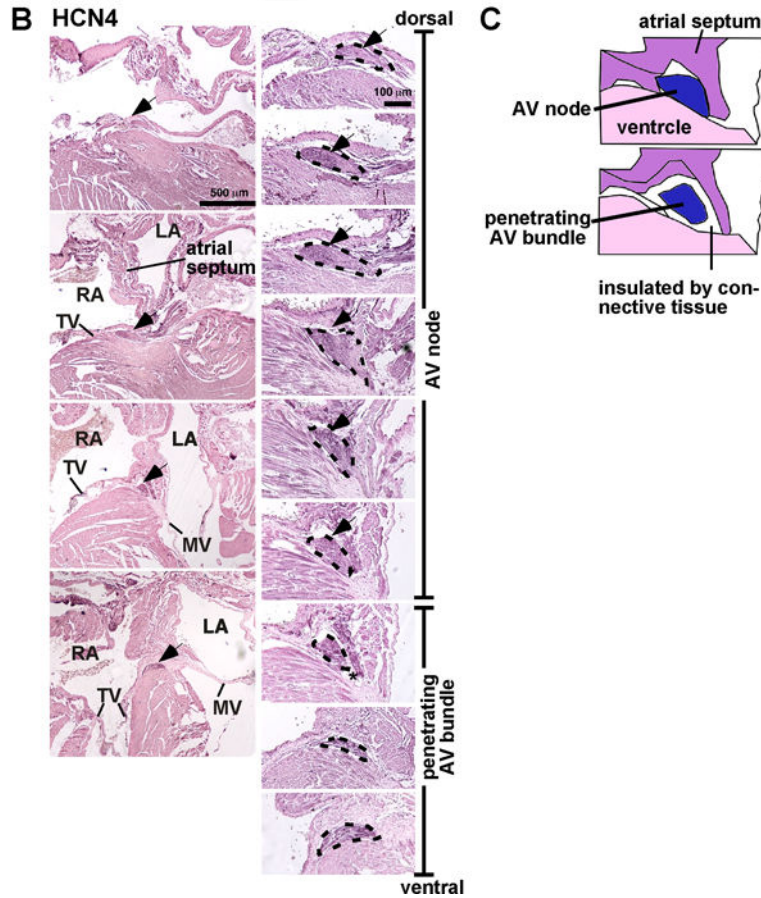 B
HCN4
500 µm
LA
atrial
septum
RA
TV
RA
LA
TV
MV
LA
RA
TV
MV
dorsal
100 µm
AV node
*
penetrating
AV bundle
ventral
C
atrial septum
AV node
ventrcle
penetrating
AV bundle
insulated by con-
nective tissue